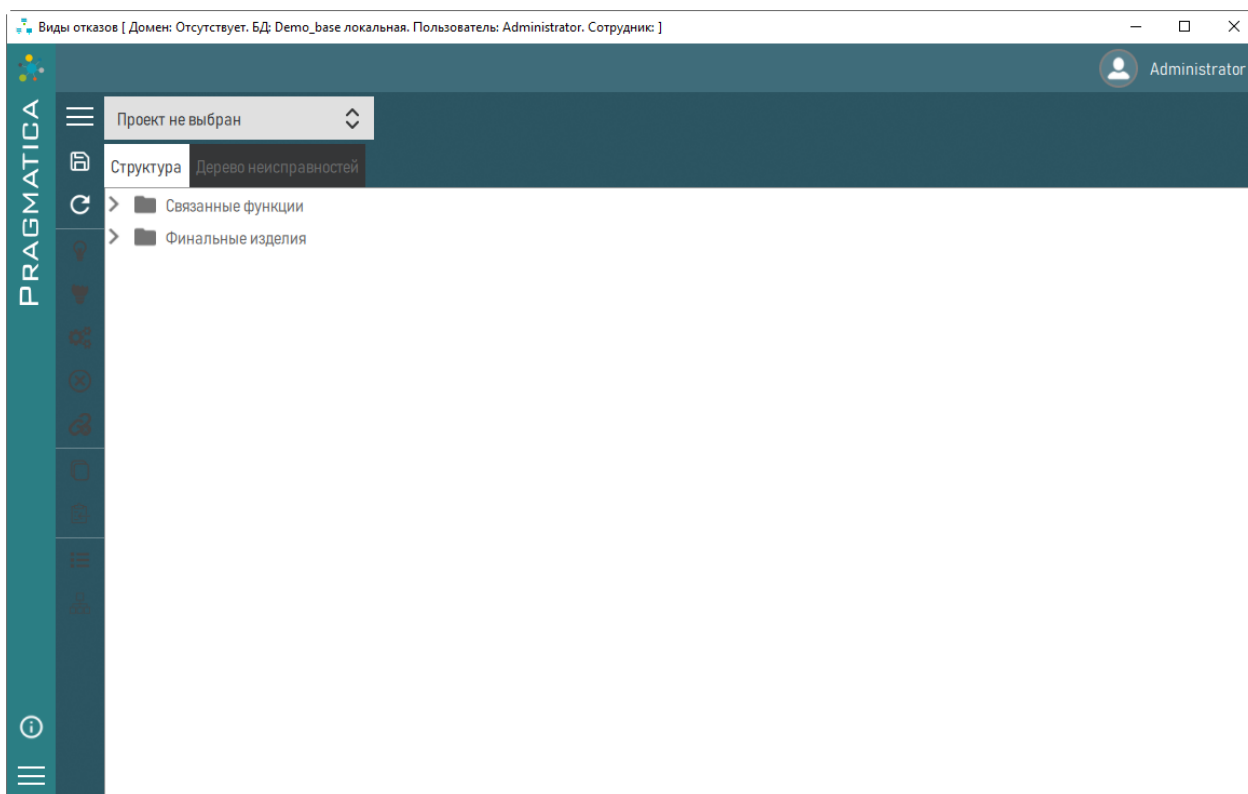 Виды отказов [ Домен: Отсутствует. БД: Demo_base локальная. Пользователь: Administrator. Сотрудник: ]
Administrator
PRAGMATICA
Проект не выбран
Структура Дерево неисправностей
Связанные функции
Финальные изделия